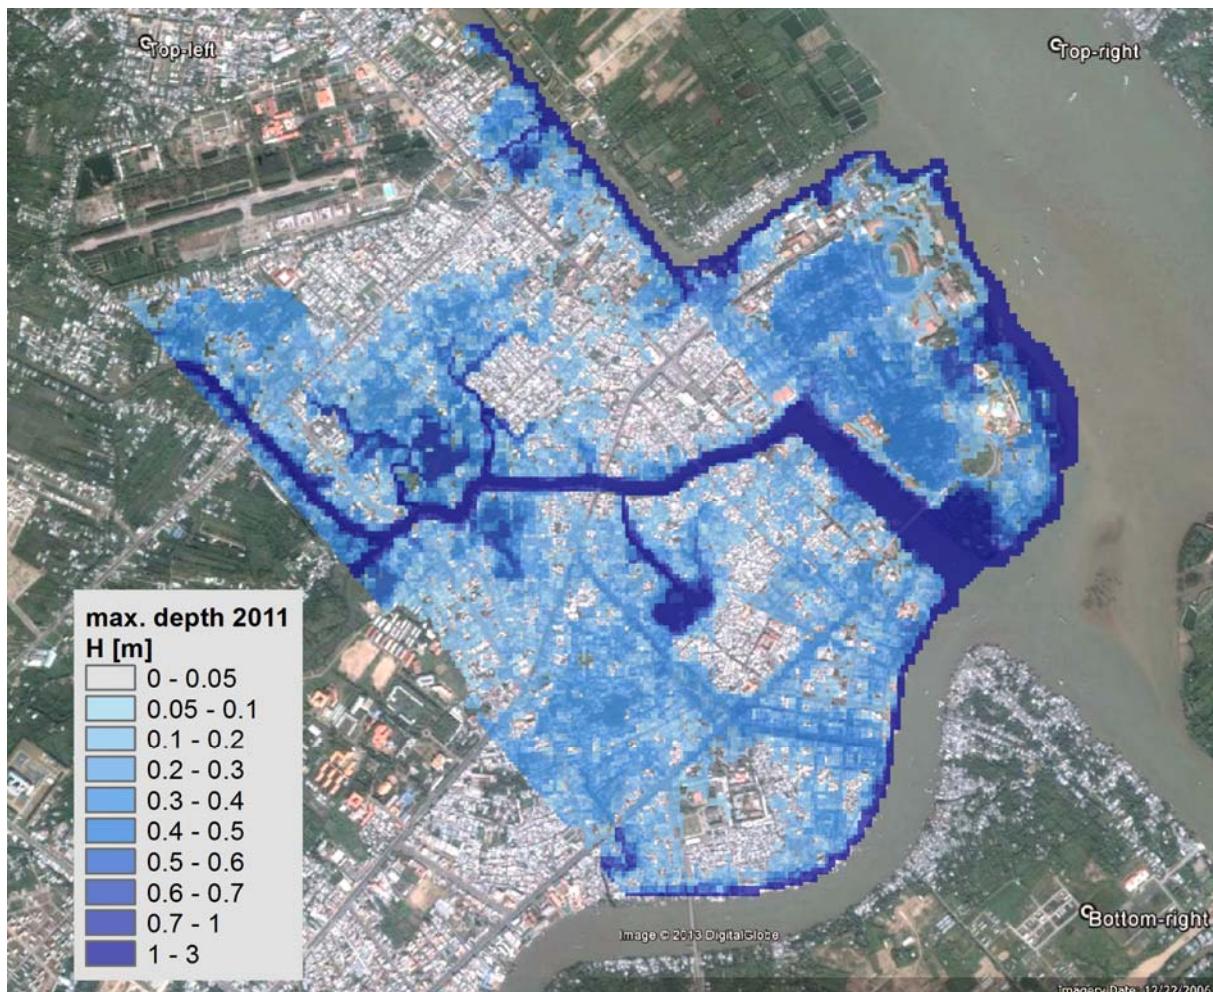 Top-left
Top-right
max. depth 2011
H [m]
0 - 0.05
0.05 - 0.1
0.1 - 0.2
0.2 - 0.3
0.3 - 0.4
0.4 - 0.5
0.5 - 0.6
0.6 - 0.7
0.7 - 1
1 - 3
Bottom-right
Image © 2013 DigitalGlobe
Imagery Date: 12/22/2006